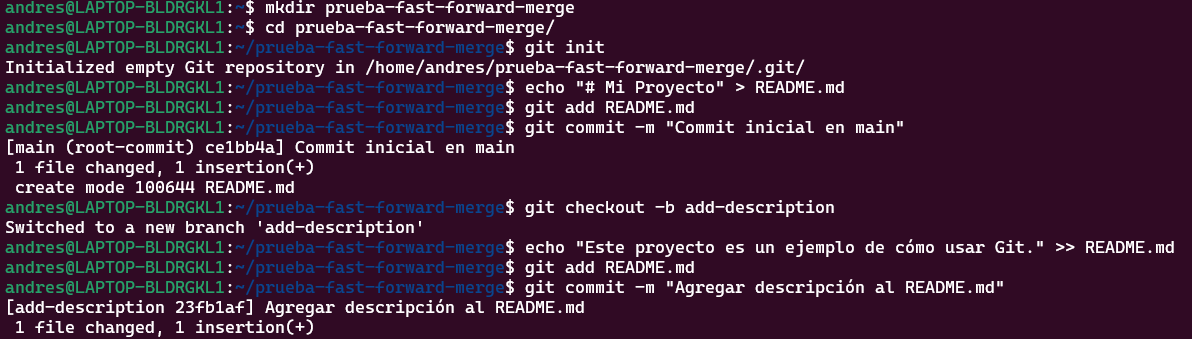 andres@LAPTOP-BLDRGKL1:~$ mkdir prueba-fast-forward-merge
andres@LAPTOP-BLDRGKL1:~$ cd prueba-fast-forward-merge/
andres@LAPTOP-BLDRGKL1:~/prueba-fast-forward-merge$ git init
Initialized empty Git repository in /home/andres/prueba-fast-forward-merge/.git/
andres@LAPTOP-BLDRGKL1:~/prueba-fast-forward-merge$ echo "# Mi Proyecto" > README.md
andres@LAPTOP-BLDRGKL1:~/prueba-fast-forward-merge$ git add README.md
andres@LAPTOP-BLDRGKL1:~/prueba-fast-forward-merge$ git commit -m "Commit inicial en main"
[main (root-commit) ce1bb4a] Commit inicial en main
 1 file changed, 1 insertion(+)
 create mode 100644 README.md
andres@LAPTOP-BLDRGKL1:~/prueba-fast-forward-merge$ git checkout -b add-description
Switched to a new branch 'add-description'
andres@LAPTOP-BLDRGKL1:~/prueba-fast-forward-merge$ echo "Este proyecto es un ejemplo de cómo usar Git." >> README.md
andres@LAPTOP-BLDRGKL1:~/prueba-fast-forward-merge$ git add README.md
andres@LAPTOP-BLDRGKL1:~/prueba-fast-forward-merge$ git commit -m "Agregar descripción al README.md"
[add-description 23fb1af] Agregar descripción al README.md
 1 file changed, 1 insertion(+)